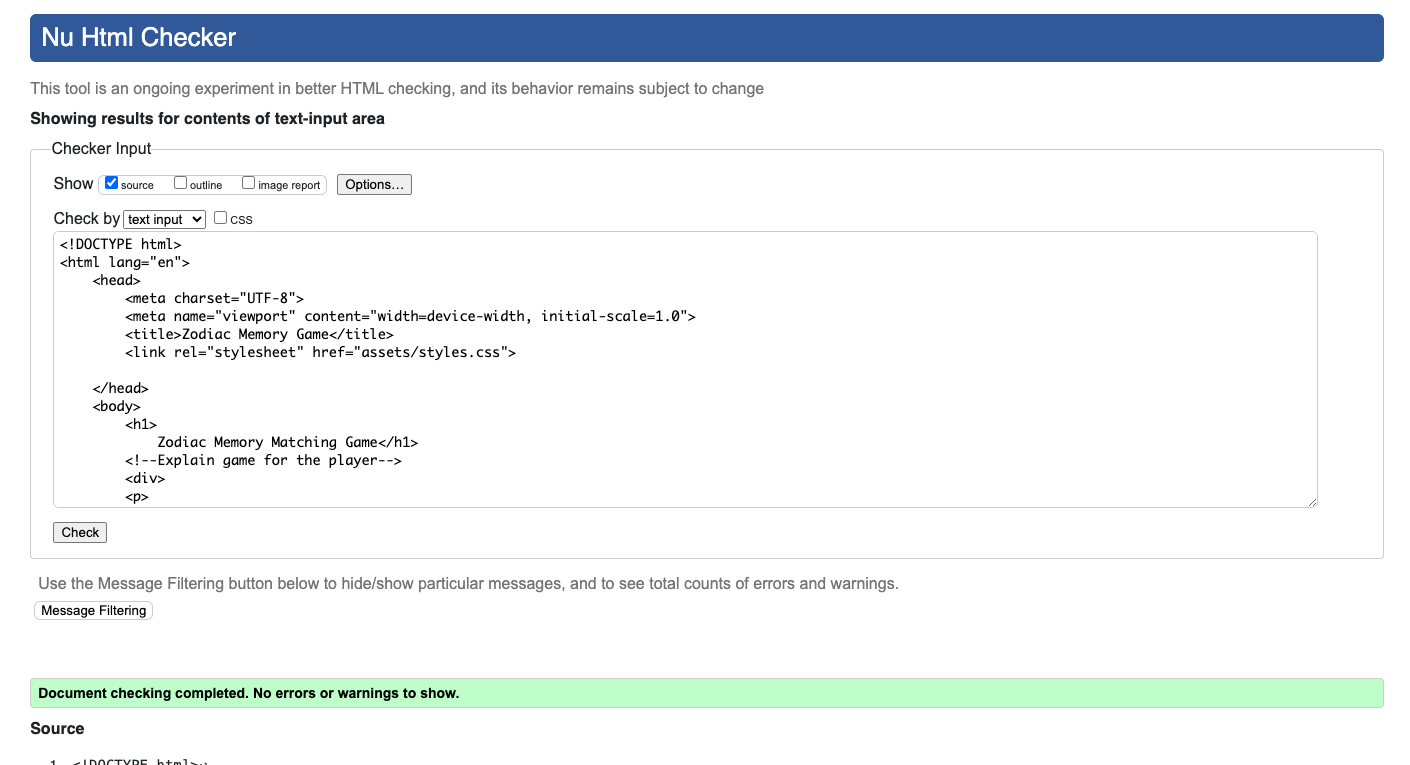 Nu Html Checker
This tool is an ongoing experiment in better HTML checking, and its behavior remains subject to change
Showing results for contents of text-input area
Checker Input
Show source outline image report Options...
Check by text input CSS
<!DOCTYPE html>
<html lang="en">
<head>
<meta charset="UTF-8">
<meta name="viewport" content="width=device-width, initial-scale=1.0">
<title>Zodiac Memory Game</title>
<link rel="stylesheet" href="assets/styles.css">
</head>
<body>
<h1>
Zodiac Memory Matching Game</h1>
<!--Explain game for the player-->
<div>
<p>
Check
Use the Message Filtering button below to hide/show particular messages, and to see total counts of errors and warnings.
Message Filtering
Document checking completed. No errors or warnings to show.
Source
1. <!DOCTYPE html>